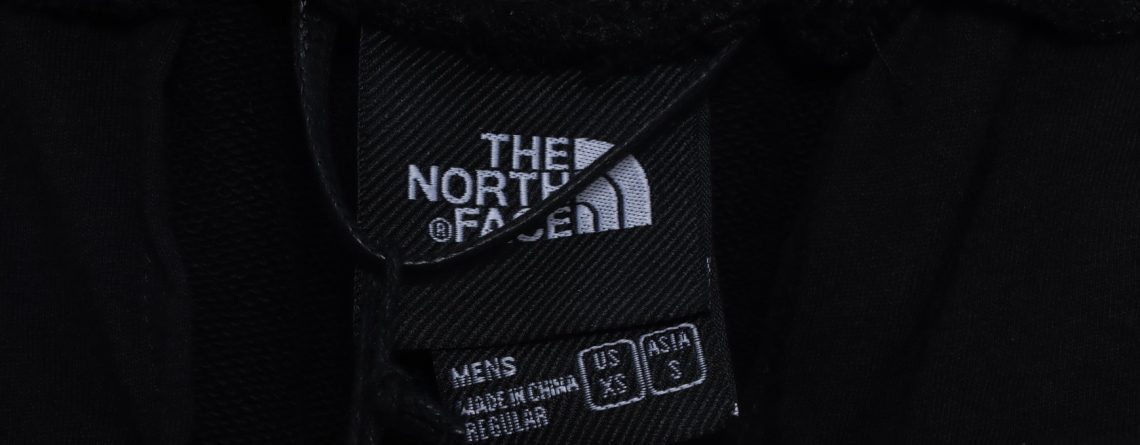 THE
NORTH
® FACE
MENS
MADE IN CHINA
REGULAR
US
XS
ASIA
S